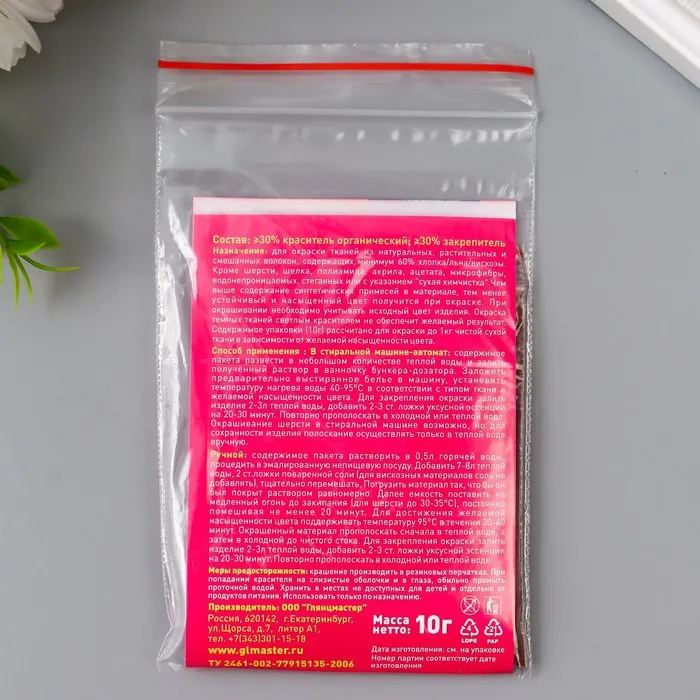 Состав: ≥30% краситель органический; ≥30% закрепитель
Назначение: для окраски тканей из натуральных, растительных и
смешанных волокон, содержащих минимум 60% хлопка/льна/вискозы.
Кроме шерсти, шелка, полиамида, акрила, ацетата, микрофибры,
водонепроницаемых, стеганых или с указанием "сухая химчистка". Чем
выше содержание синтетических примесей в материале, тем менее
устойчивый и насыщенный цвет получится при окраске. При
окрашивании необходимо учитывать исходный цвет изделия. Окраска
темных тканей светлым красителем не обеспечит желаемый результат.
Содержимое упаковки (10г) рассчитано для окраски до 1кг чистой сухой
ткани в зависимости от желаемой насыщенности цвета.
Способ применения : В стиральной машине-автомат: содержимое
пакета развести в небольшом количестве теплой воды и залить
полученный раствор в ванночку бункера-дозатора. Заложить
предварительно выстиранное белье в машину, установить
температуру нагрева воды 40-95°С в соответствии с типом ткани и
желаемой насыщенности цвета. Для закрепления окраски залить
изделие 2-3л теплой воды, добавить 2-3 ст. ложки уксусной эссенции
на 20-30 минут. Повторно прополоскать в холодной или теплой воде.
Окрашивание шерсти в стиральной машине возможно, но для
сохранности изделия полоскание осуществлять только в теплой воде
вручную.
Ручной: содержимое пакета растворить в 0,5л горячей воды,
процедить в эмалированную непищевую посуду. Добавить 7-8л теплой
воды, 2 ст.ложки поваренной соли (для вискозных материалов соль не
добавлять), тщательно перемешать. Погрузить материал так, что бы он
был покрыт раствором равномерно. Далее емкость поставить на
медленный огонь до закипания (для шерсти до 30-35°С), постоянно
помешивая не менее 20 минут. Для достижения желаемой
насыщенности цвета поддерживать температуру 95°С в течении 30-40
минут. Окрашенный материал прополоскать сначала в теплой воде, а
затем в холодной до чистого стока. Для закрепления окраски залить
изделие 2-3л теплой воды, добавить 2-3 ст. ложки уксусной эссенции
на 20-30 минут. Повторно прополоскать в холодной или теплой воде.
Меры предосторожности: крашение производить в резиновых перчатках. При
попадании красителя на слизистые оболочки и в глаза, обильно промыть
проточной водой. Хранить в местах не доступных для детей и отдельно от
продуктов питания. Использовать только по назначению.
Производитель: ООО "Глянцмастер"
Россия, 620142, г.Екатеринбург,
ул.Щорса, д.7, литер А1,
тел.+7(343)301-15-18
www.glmaster.ru
ТУ 2461-002-77915135-2006
Масса
нетто: 10г
4 21
LDPE PAP
Дата изготовления: см. на упаковке
Номер партии соответствует дате
изготовления